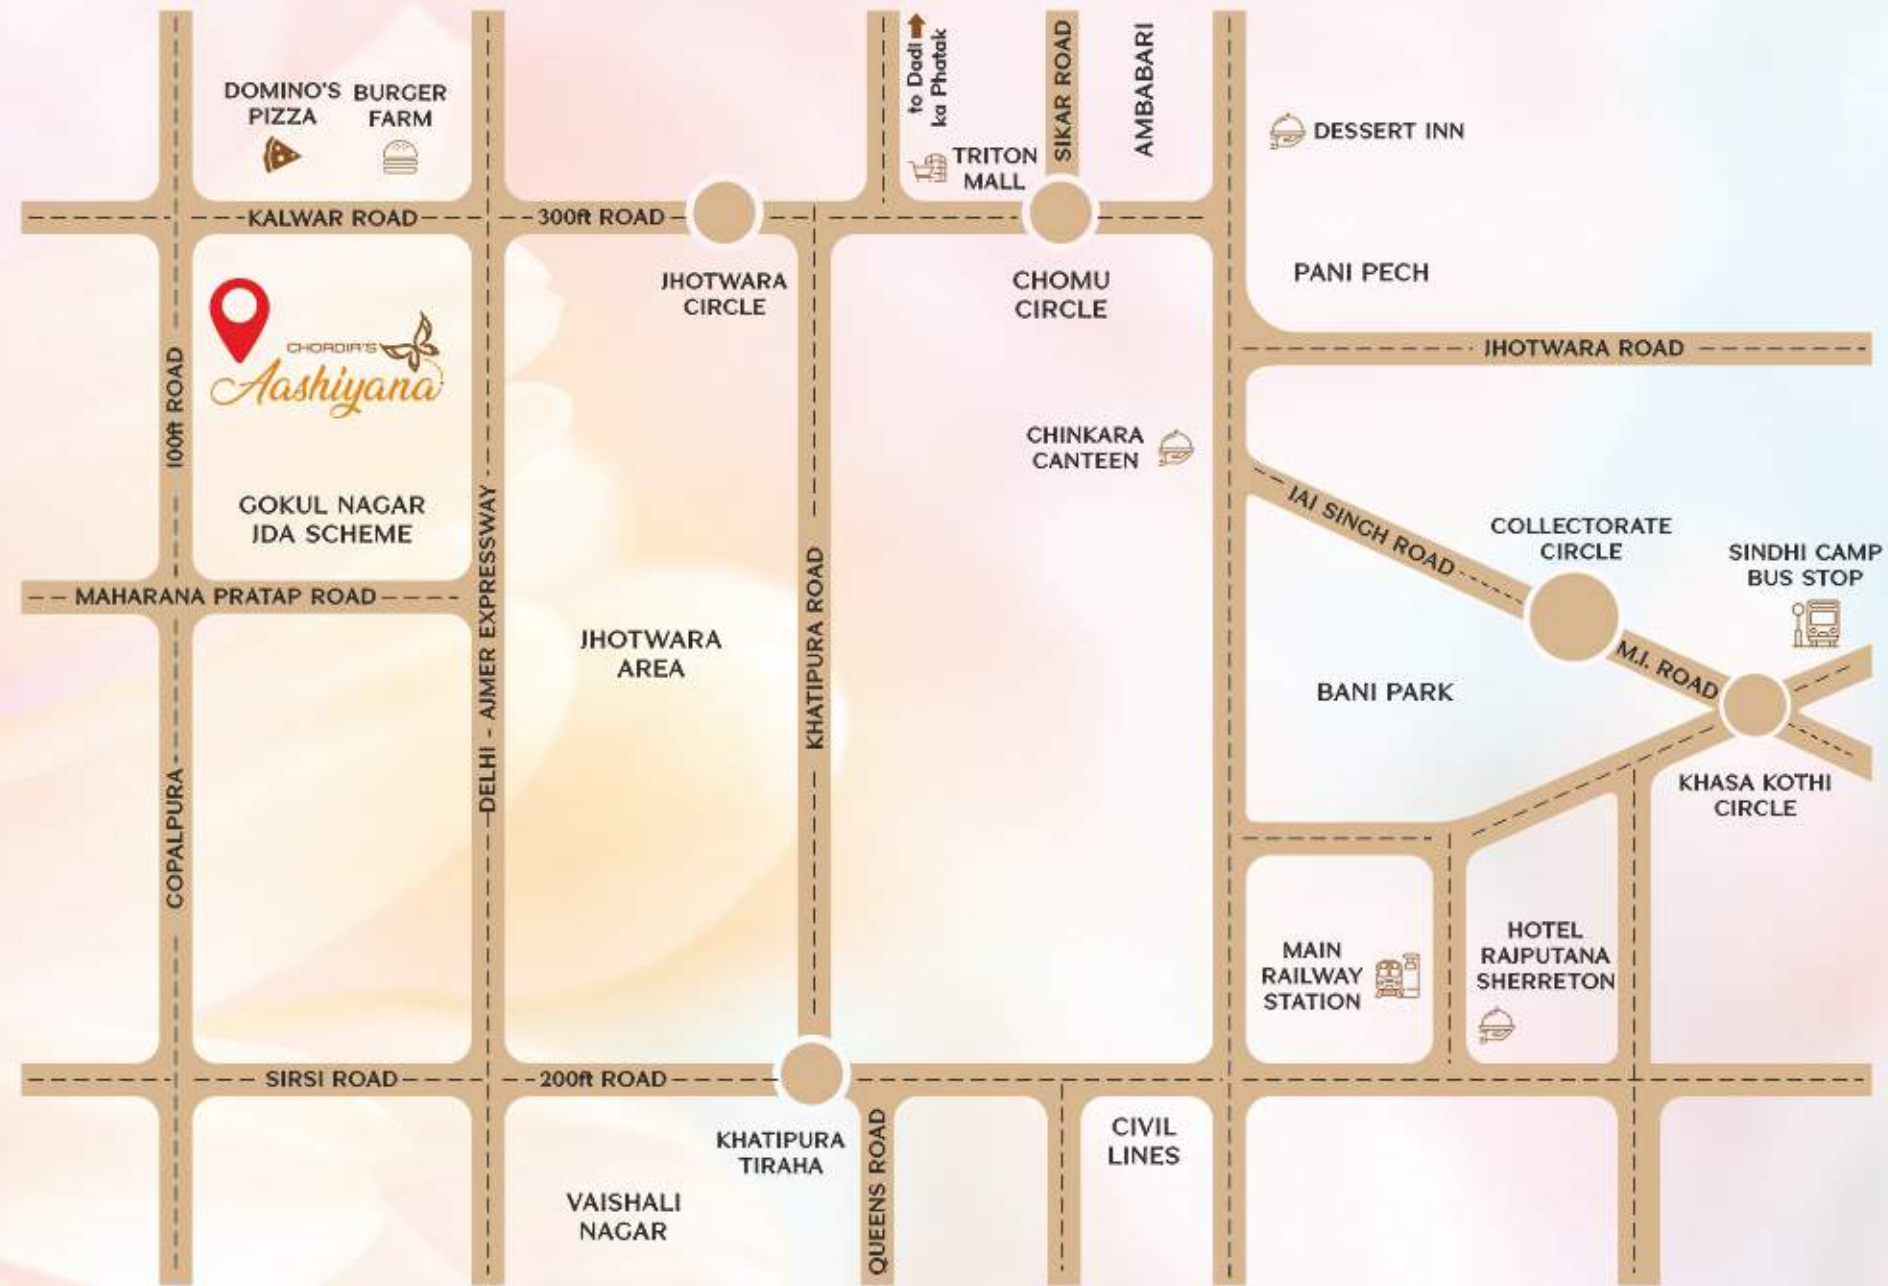 DOMINO'S
PIZZA
BURGER
FARM
to Dadi
ka Phatak
TRITON
MALL
SIKAR ROAD
AMBABARI
DESSERT INN
KALWAR ROAD
300ft ROAD
JHOTWARA
CIRCLE
CHOMU
CIRCLE
PANI PECH
CHORDIA'S
Aashiyana
JHOTWARA ROAD
100ft ROAD
GOKUL NAGAR
JDA SCHEME
CHINKARA
CANTEEN
JAI SINGH ROAD
COLLECTORATE
CIRCLE
SINDHI CAMP
BUS STOP
MAHARANA PRATAP ROAD
DELHI - AJMER EXPRESSWAY
JHOTWARA
AREA
KHATIPURA ROAD
M.I. ROAD
BANI PARK
KHASA KOTHI
CIRCLE
GOPALPURA
MAIN
RAILWAY
STATION
HOTEL
RAJPUTANA
SHERRETON
SIRSI ROAD
200ft ROAD
KHATIPURA
TIRAHA
QUEENS ROAD
CIVIL
LINES
VAISHALI
NAGAR